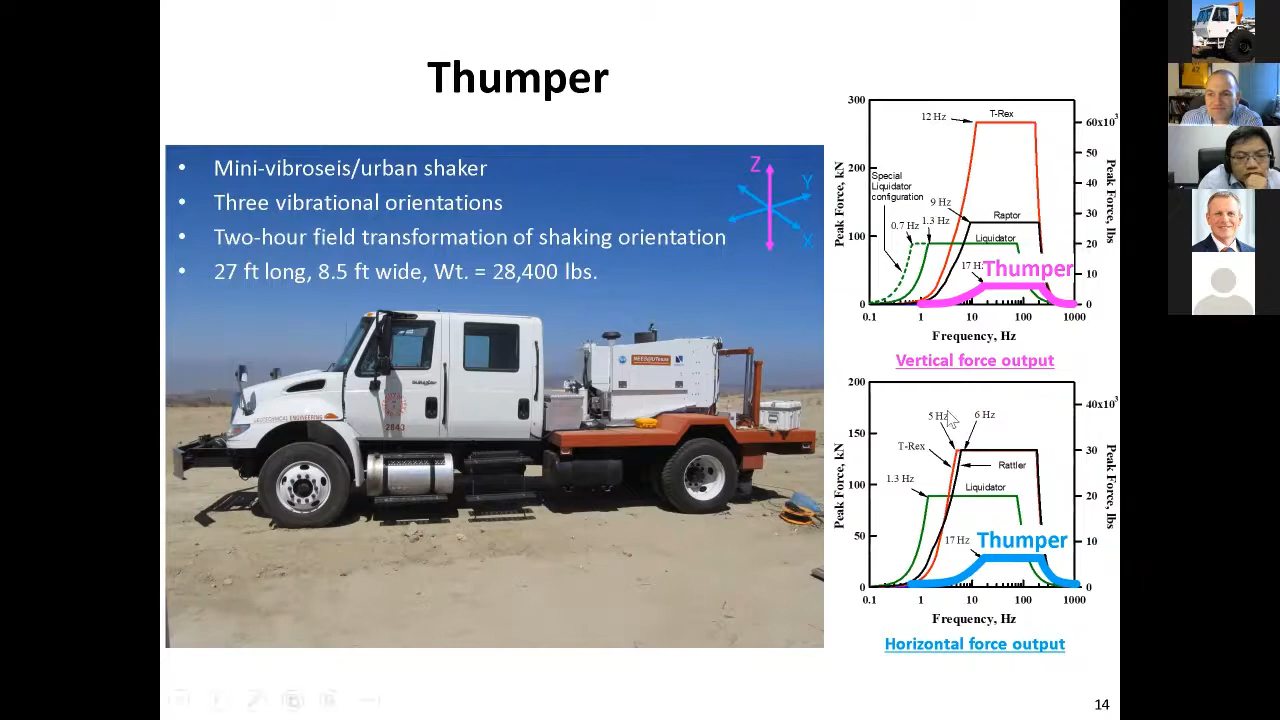 Thumper
• Mini-vibroseis/urban shaker
• Three vibrational orientations
• Two-hour field transformation of shaking orientation
• 27 ft long, 8.5 ft wide, Wt. = 28,400 lbs.
Z
Y
X
2843
300
200
100
0
Peak Force, kN
60x10³
50
40
30
20
10
0
Peak Force, lbs
12 Hz
T-Rex
Special
Liquidator
configuration
9 Hz
Raptor
0.7 Hz
1.3 Hz
Liquidator
17 Hz
Thumper
0.1 1 10 100 1000
Frequency, Hz
Vertical force output
200
150
100
50
0
Peak Force, kN
40x10³
30
20
10
0
Peak Force, lbs
5 Hz
6 Hz
T-Rex
Rattler
1.3 Hz
Liquidator
17 Hz
Thumper
0.1 1 10 100 1000
Frequency, Hz
Horizontal force output
14